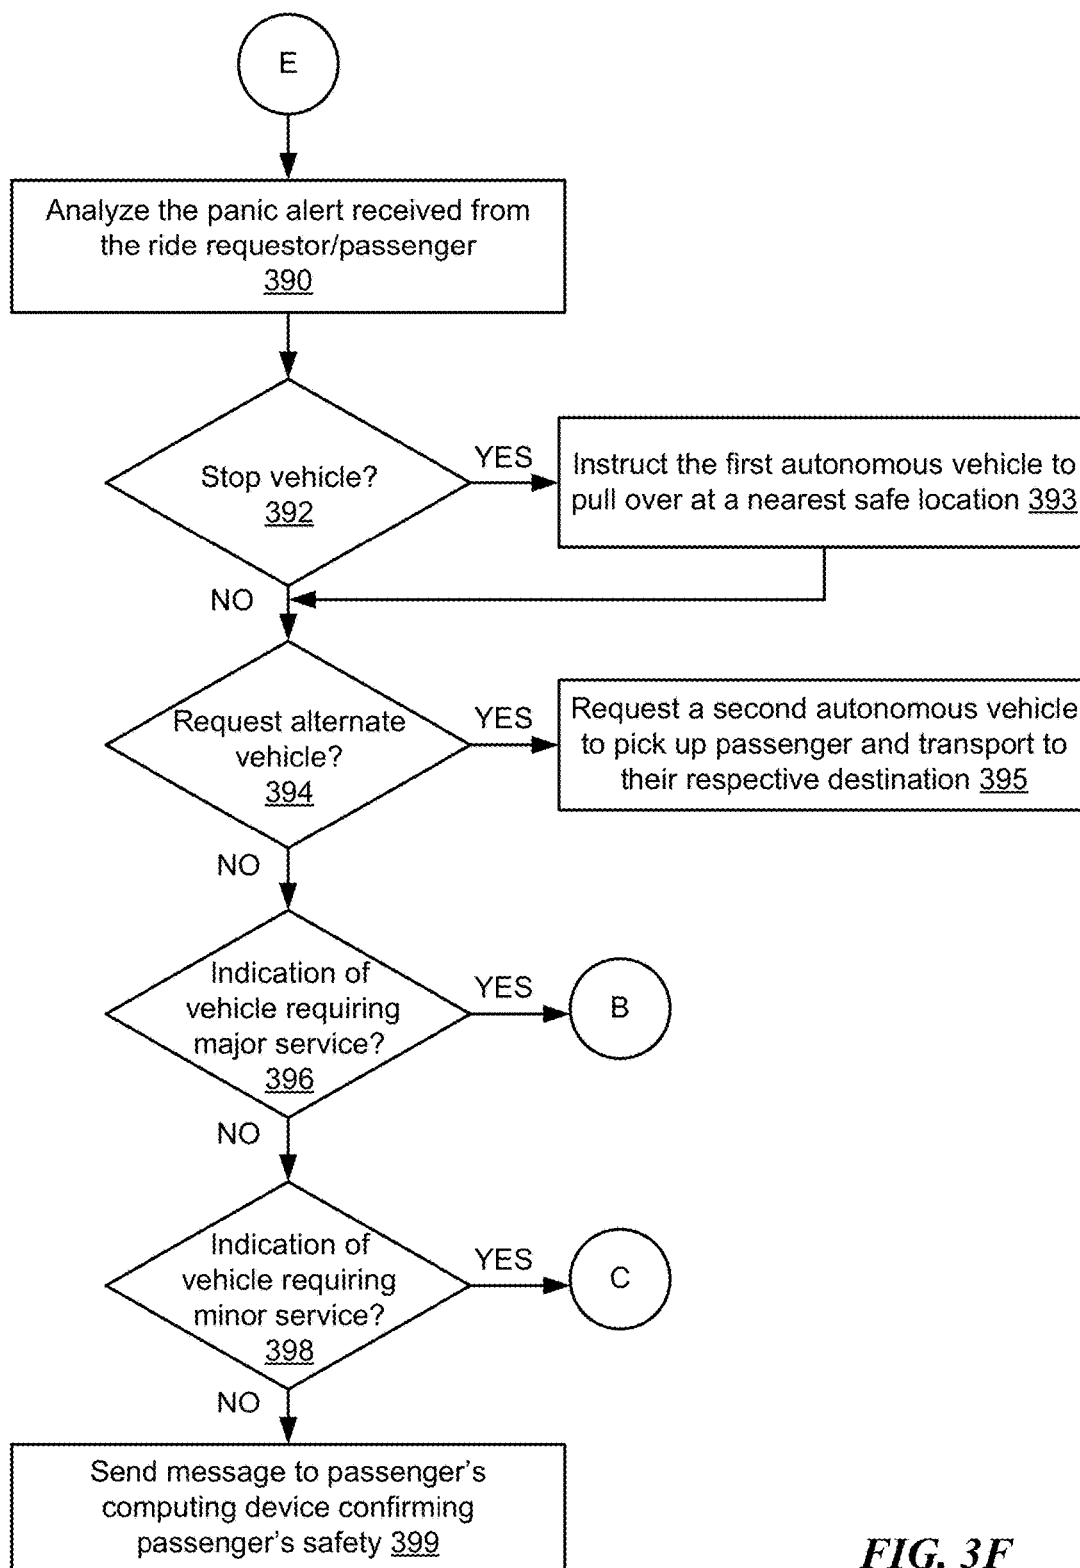 E
Analyze the panic alert received from
the ride requestor/passenger
390
Stop vehicle?
392
YES
Instruct the first autonomous vehicle to
pull over at a nearest safe location 393
NO
Request alternate
vehicle?
394
YES
Request a second autonomous vehicle
to pick up passenger and transport to
their respective destination 395
NO
Indication of
vehicle requiring
major service?
396
YES
B
NO
Indication of
vehicle requiring
minor service?
398
YES
C
NO
Send message to passenger's
computing device confirming
passenger's safety 399
FIG. 3F